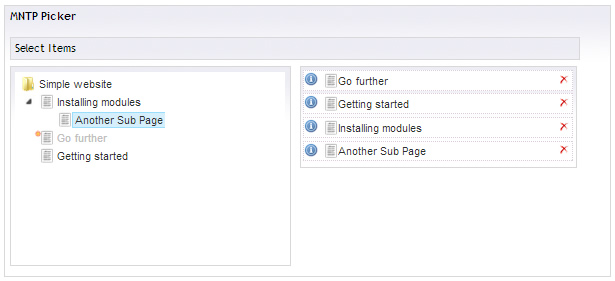 MNTP Picker
Select Items
Simple website
Installing modules
Another Sub Page
Go further
Getting started
Go further
Getting started
Installing modules
Another Sub Page